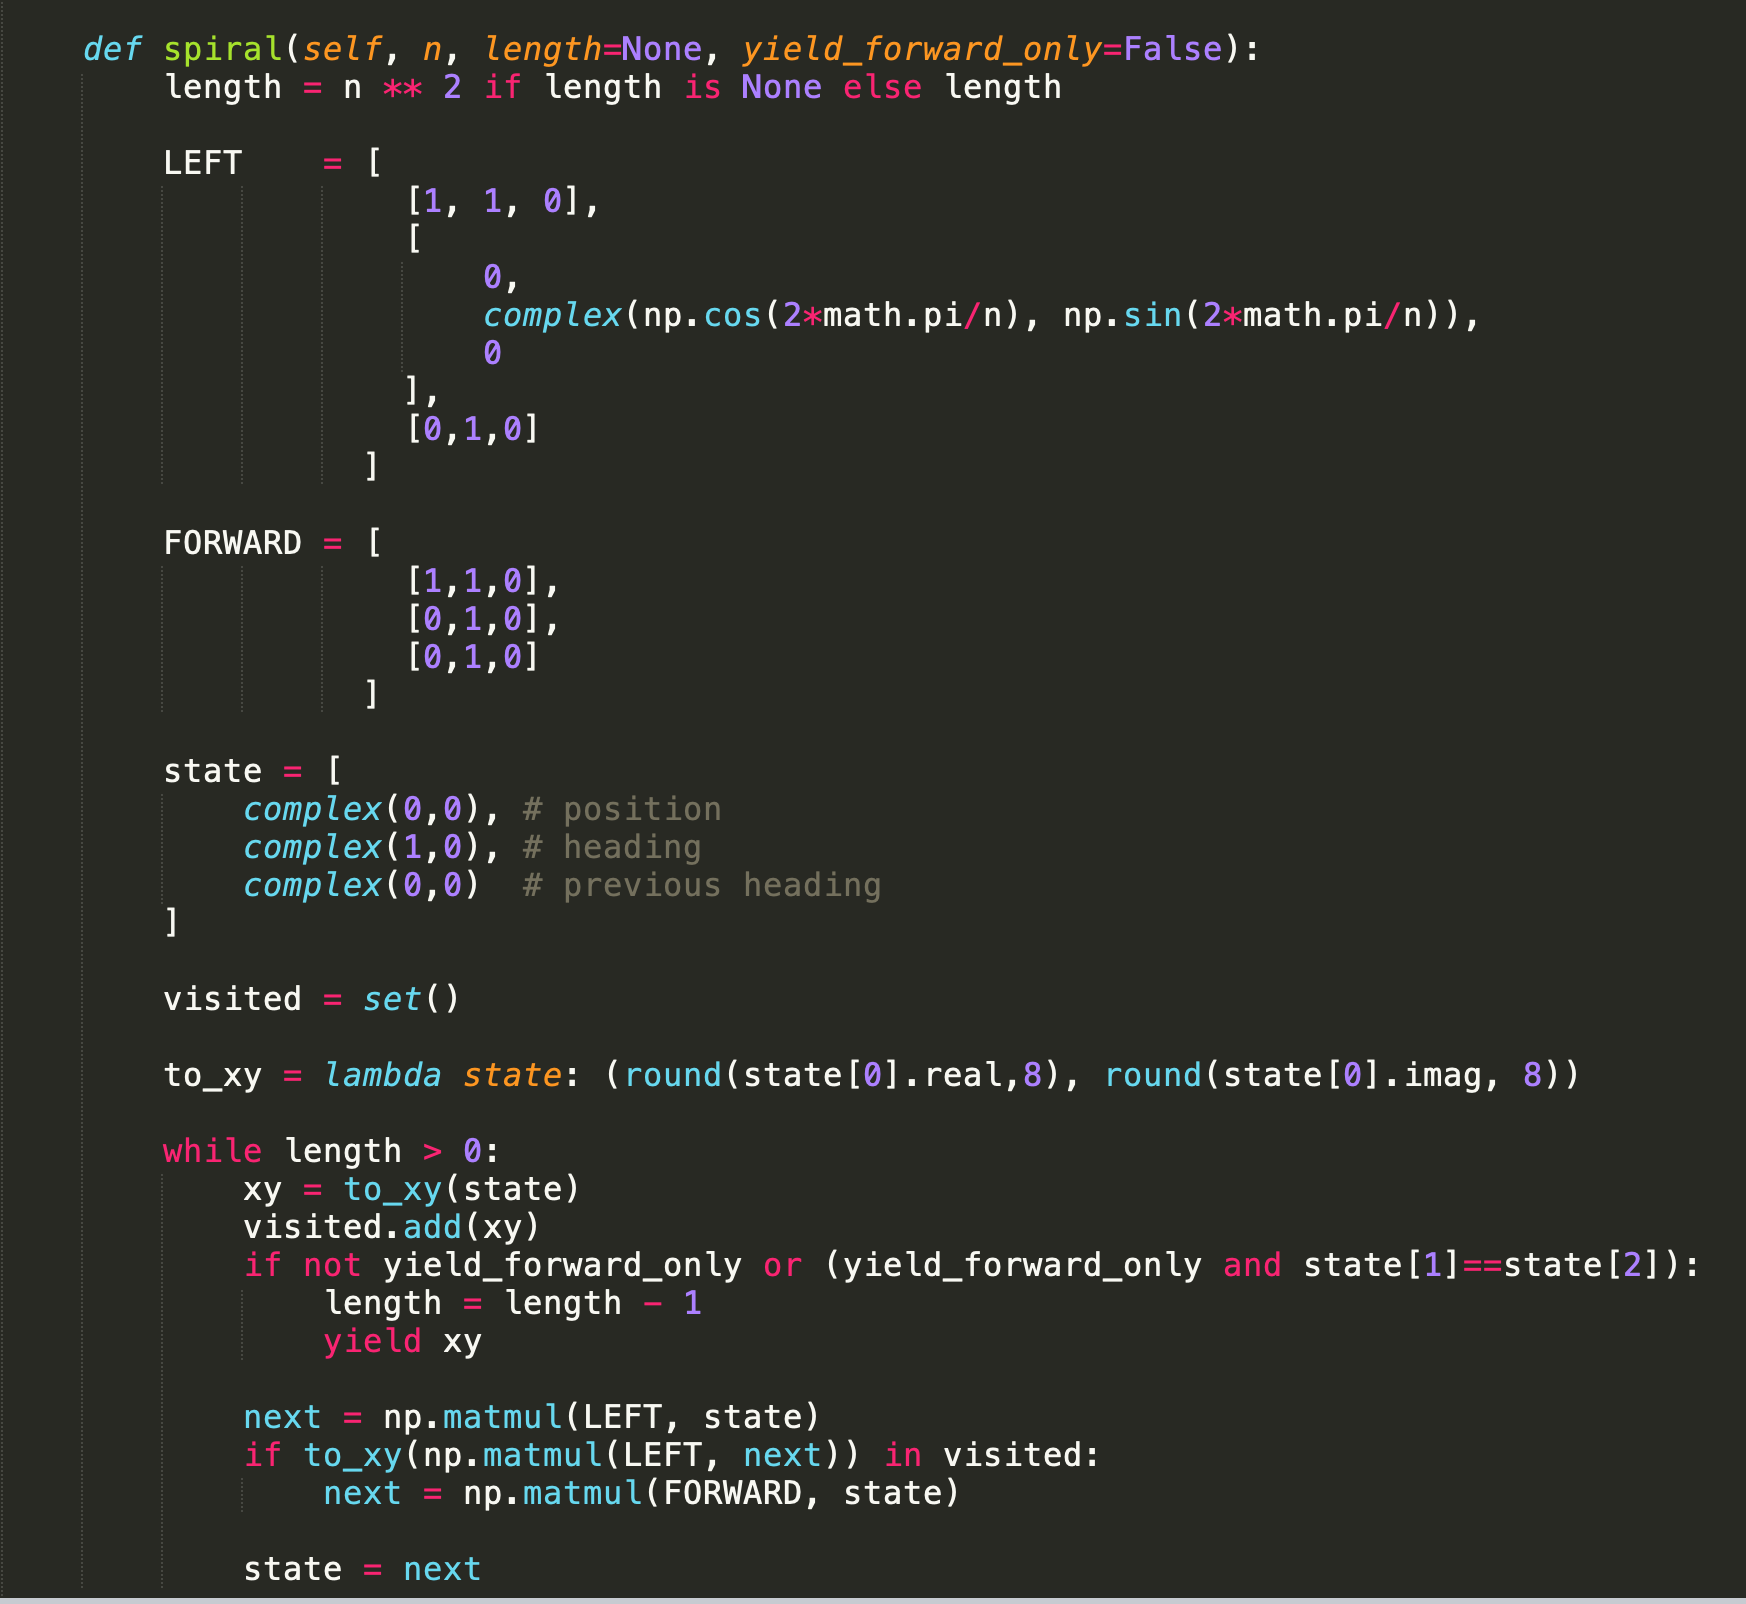 def spiral(self, n, length=None, yield_forward_only=False):
    length = n ** 2 if length is None else length

    LEFT    = [
                [1, 1, 0],
                [
                    0,
                    complex(np.cos(2*math.pi/n), np.sin(2*math.pi/n)),
                    0
                ],
                [0,1,0]
              ]

    FORWARD = [
                [1,1,0],
                [0,1,0],
                [0,1,0]
              ]

    state = [
        complex(0,0), # position
        complex(1,0), # heading
        complex(0,0)  # previous heading
    ]

    visited = set()

    to_xy = lambda state: (round(state[0].real,8), round(state[0].imag, 8))

    while length > 0:
        xy = to_xy(state)
        visited.add(xy)
        if not yield_forward_only or (yield_forward_only and state[1]==state[2]):
            length = length - 1
            yield xy

        next = np.matmul(LEFT, state)
        if to_xy(np.matmul(LEFT, next)) in visited:
            next = np.matmul(FORWARD, state)

        state = next